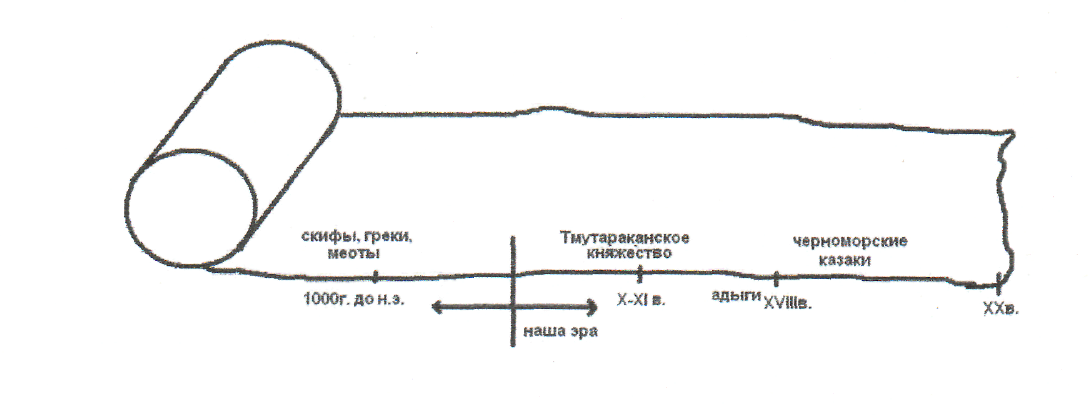 скифы, греки,
меоты
1000г. до н.э.
наша эра
Тмутараканское
княжество
X-XI в.
адыги
XVIIIв.
черноморские
казаки
XXв.